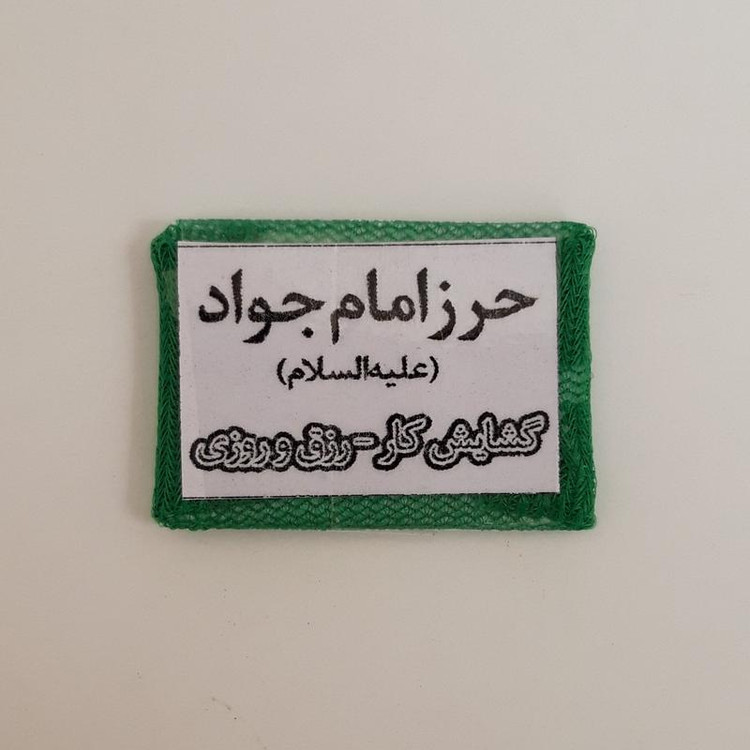 حرز امام جواد
(علیه‌السلام)
گشایش کار - رزق و روزی